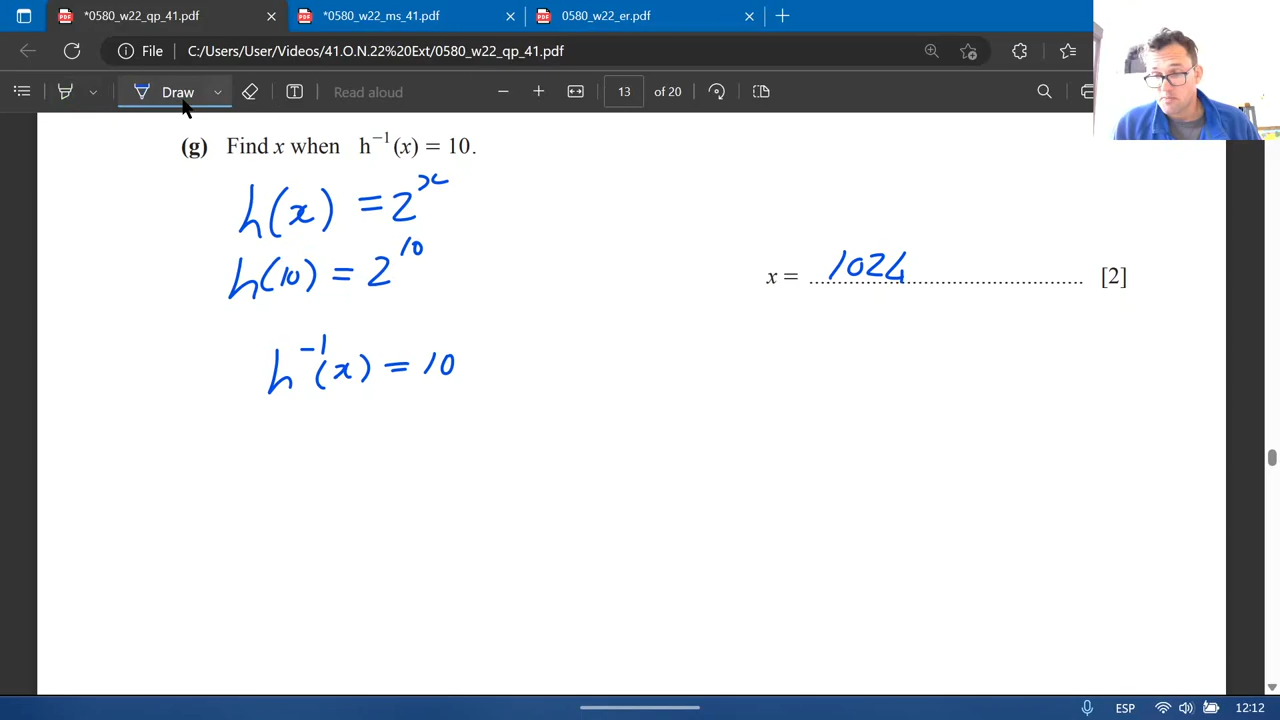 *0580_w22_qp_41.pdf
*0580_w22_ms_41.pdf
0580_w22_er.pdf
File C:/Users/User/Videos/41.O.N.22%20Ext/0580_w22_qp_41.pdf
Draw
Read aloud
13 of 20
(g) Find x when h⁻¹(x) = 10.
h(x) = 2ˣ
h(10) = 2¹⁰
x = 1024 [2]
h⁻¹(x) = 10
ESP 12:12